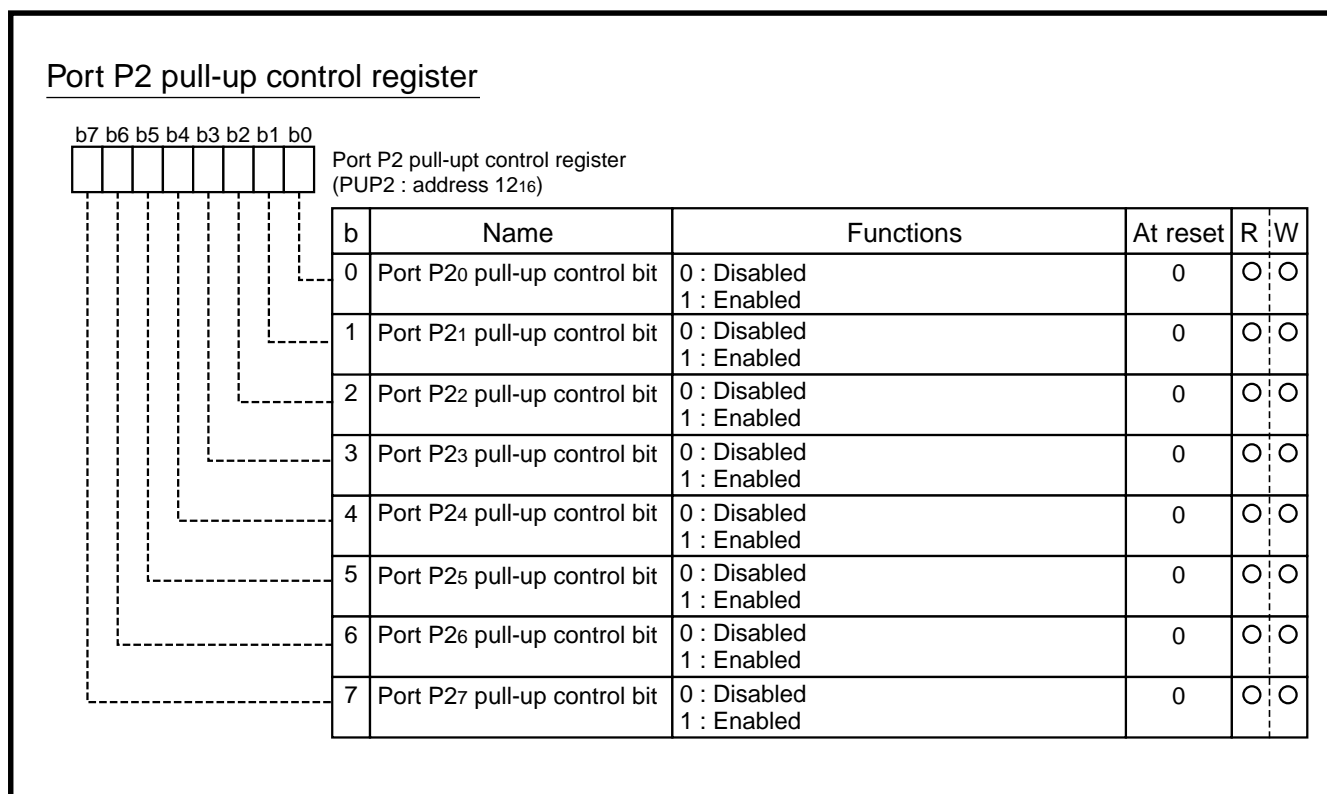 Port P2 pull-up control register
b7 b6 b5 b4 b3 b2 b1 b0
Port P2 pull-upt control register
(PUP2 : address 1216)
b Name Functions At reset R W
0 Port P20 pull-up control bit 0 : Disabled 0 O O
1 : Enabled
1 Port P21 pull-up control bit 0 : Disabled 0 O O
1 : Enabled
2 Port P22 pull-up control bit 0 : Disabled 0 O O
1 : Enabled
3 Port P23 pull-up control bit 0 : Disabled 0 O O
1 : Enabled
4 Port P24 pull-up control bit 0 : Disabled 0 O O
1 : Enabled
5 Port P25 pull-up control bit 0 : Disabled 0 O O
1 : Enabled
6 Port P26 pull-up control bit 0 : Disabled 0 O O
1 : Enabled
7 Port P27 pull-up control bit 0 : Disabled 0 O O
1 : Enabled